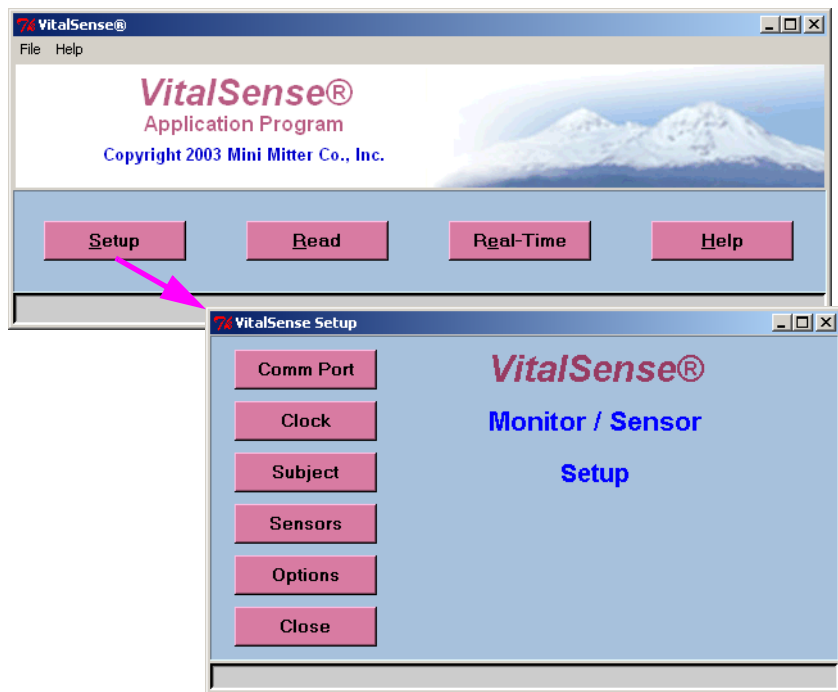 VitalSense®
File Help
VitalSense®
Application Program
Copyright 2003 Mini Mitter Co., Inc.
Setup Read Real-Time Help
VitalSense Setup
Comm Port
Clock
Subject
Sensors
Options
Close
VitalSense®
Monitor / Sensor
Setup